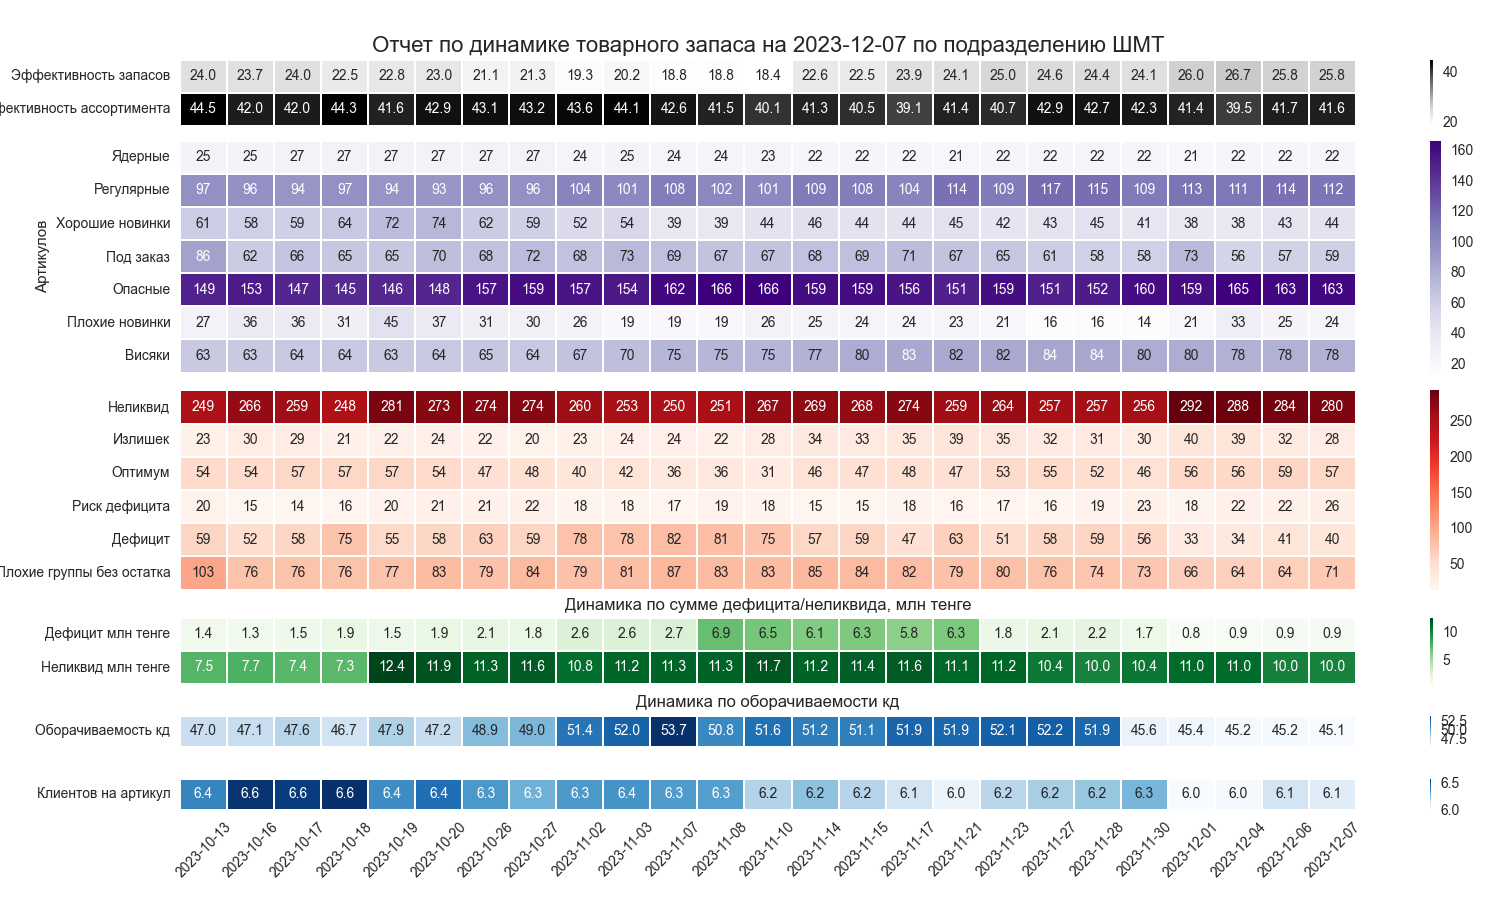 Отчет по динамике товарного запаса на 2023-12-07 по подразделению ШМТ
Эффективность запасов 24.0 23.7 24.0 22.5 22.8 23.0 21.1 21.3 19.3 20.2 18.8 18.8 18.4 22.6 22.5 23.9 24.1 25.0 24.6 24.4 24.1 26.0 26.7 25.8 25.8
фективность ассортимента 44.5 42.0 42.0 44.3 41.6 42.9 43.1 43.2 43.6 44.1 42.6 41.5 40.1 41.3 40.5 39.1 41.4 40.7 42.9 42.7 42.3 41.4 39.5 41.7 41.6
40
20
Артикулов
Ядерные 25 25 27 27 27 27 27 27 24 25 24 24 23 22 22 22 21 22 22 22 22 21 22 22 22
Регулярные 97 96 94 97 94 93 96 96 104 101 108 102 101 109 108 104 114 109 117 115 109 113 111 114 112
Хорошие новинки 61 58 59 64 72 74 62 59 52 54 39 39 44 46 44 44 45 42 43 45 41 38 38 43 44
Под заказ 86 62 66 65 65 70 68 72 68 73 69 67 67 68 69 71 67 65 61 58 58 73 56 57 59
Опасные 149 153 147 145 146 148 157 159 157 154 162 166 166 159 159 156 151 159 151 152 160 159 165 163 163
Плохие новинки 27 36 36 31 45 37 31 30 26 19 19 19 26 25 24 24 23 21 16 16 14 21 33 25 24
Висяки 63 63 64 64 63 64 65 64 67 70 75 75 75 77 80 83 82 82 84 84 80 80 78 78 78
160
140
120
100
80
60
40
20
Неликвид 249 266 259 248 281 273 274 274 260 253 250 251 267 269 268 274 259 264 257 257 256 292 288 284 280
Излишек 23 30 29 21 22 24 22 20 23 24 24 22 28 34 33 35 39 35 32 31 30 40 39 32 28
Оптимум 54 54 57 57 57 54 47 48 40 42 36 36 31 46 47 48 47 53 55 52 46 56 56 59 57
Риск дефицита 20 15 14 16 20 21 21 22 18 18 17 19 18 15 15 18 16 17 16 19 23 18 22 22 26
Дефицит 59 52 58 75 55 58 63 59 78 78 82 81 75 57 59 47 63 51 58 59 56 33 34 41 40
Плохие группы без остатка 103 76 76 76 77 83 79 84 79 81 87 83 83 85 84 82 79 80 76 74 73 66 64 64 71
250
200
150
100
50
Динамика по сумме дефицита/неликвида, млн тенге
Дефицит млн тенге 1.4 1.3 1.5 1.9 1.5 1.9 2.1 1.8 2.6 2.6 2.7 6.9 6.5 6.1 6.3 5.8 6.3 1.8 2.1 2.2 1.7 0.8 0.9 0.9 0.9
Неликвид млн тенге 7.5 7.7 7.4 7.3 12.4 11.9 11.3 11.6 10.8 11.2 11.3 11.3 11.7 11.2 11.4 11.6 11.1 11.2 10.4 10.0 10.4 11.0 11.0 10.0 10.0
10
5
Динамика по оборачиваемости кд
Оборачиваемость кд 47.0 47.1 47.6 46.7 47.9 47.2 48.9 49.0 51.4 52.0 53.7 50.8 51.6 51.2 51.1 51.9 51.9 52.1 52.2 51.9 45.6 45.4 45.2 45.2 45.1
52.5
50.0
47.5
Клиентов на артикул 6.4 6.6 6.6 6.6 6.4 6.4 6.3 6.3 6.3 6.4 6.3 6.3 6.2 6.2 6.2 6.1 6.0 6.2 6.2 6.2 6.3 6.0 6.0 6.1 6.1
6.5
6.0
2023-10-13 2023-10-16 2023-10-17 2023-10-18 2023-10-19 2023-10-20 2023-10-26 2023-10-27 2023-11-02 2023-11-03 2023-11-07 2023-11-08 2023-11-10 2023-11-14 2023-11-15 2023-11-17 2023-11-21 2023-11-23 2023-11-27 2023-11-28 2023-11-30 2023-12-01 2023-12-04 2023-12-06 2023-12-07